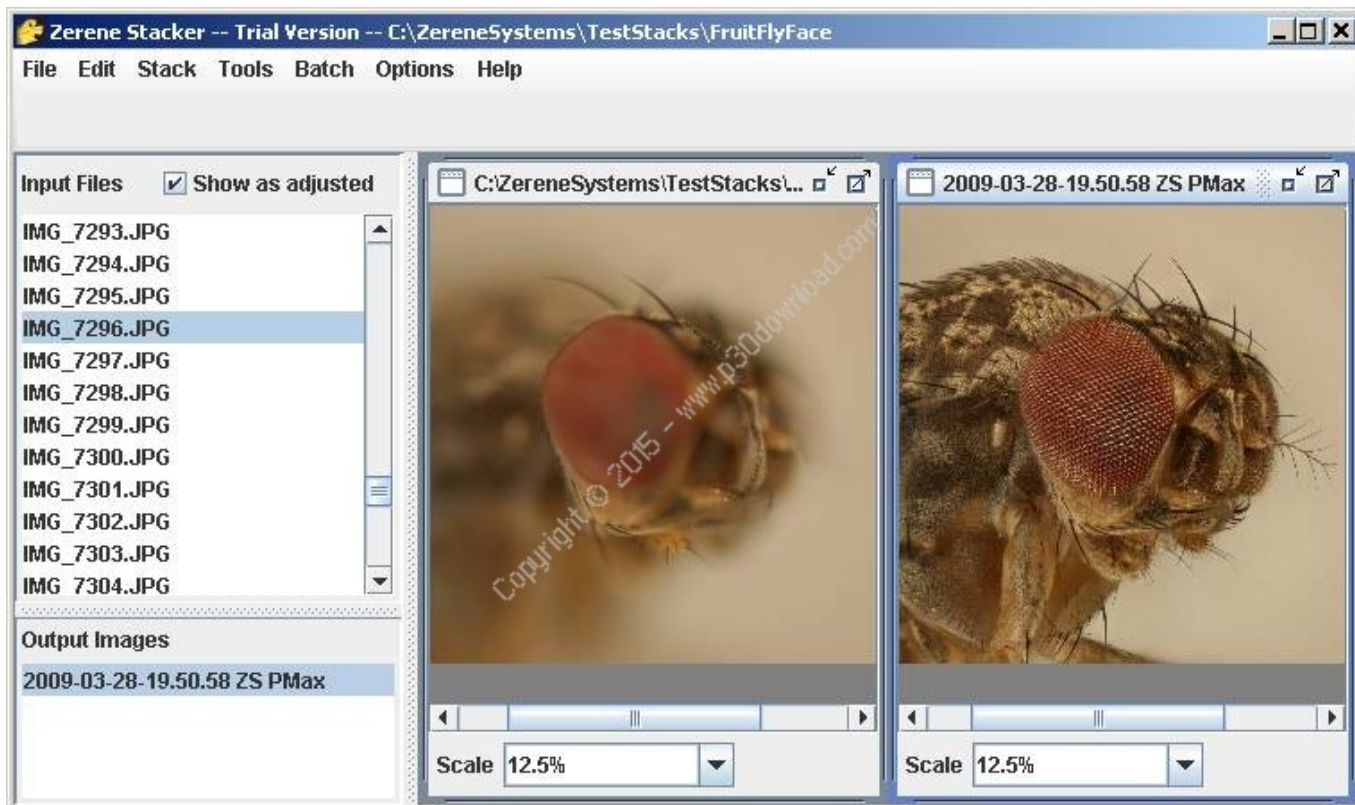 Zerene Stacker -- Trial Version -- C:\ZereneSystems\TestStacks\FruitFlyFace
File Edit Stack Tools Batch Options Help
Input Files Show as adjusted
IMG_7293.JPG
IMG_7294.JPG
IMG_7295.JPG
IMG_7296.JPG
IMG_7297.JPG
IMG_7298.JPG
IMG_7299.JPG
IMG_7300.JPG
IMG_7301.JPG
IMG_7302.JPG
IMG_7303.JPG
IMG_7304.JPG
Output Images
2009-03-28-19.50.58 ZS PMax
C:\ZereneSystems\TestStacks\...
Copyright © 2015 - www.p30download.com
Scale 12.5%
2009-03-28-19.50.58 ZS PMax
Scale 12.5%